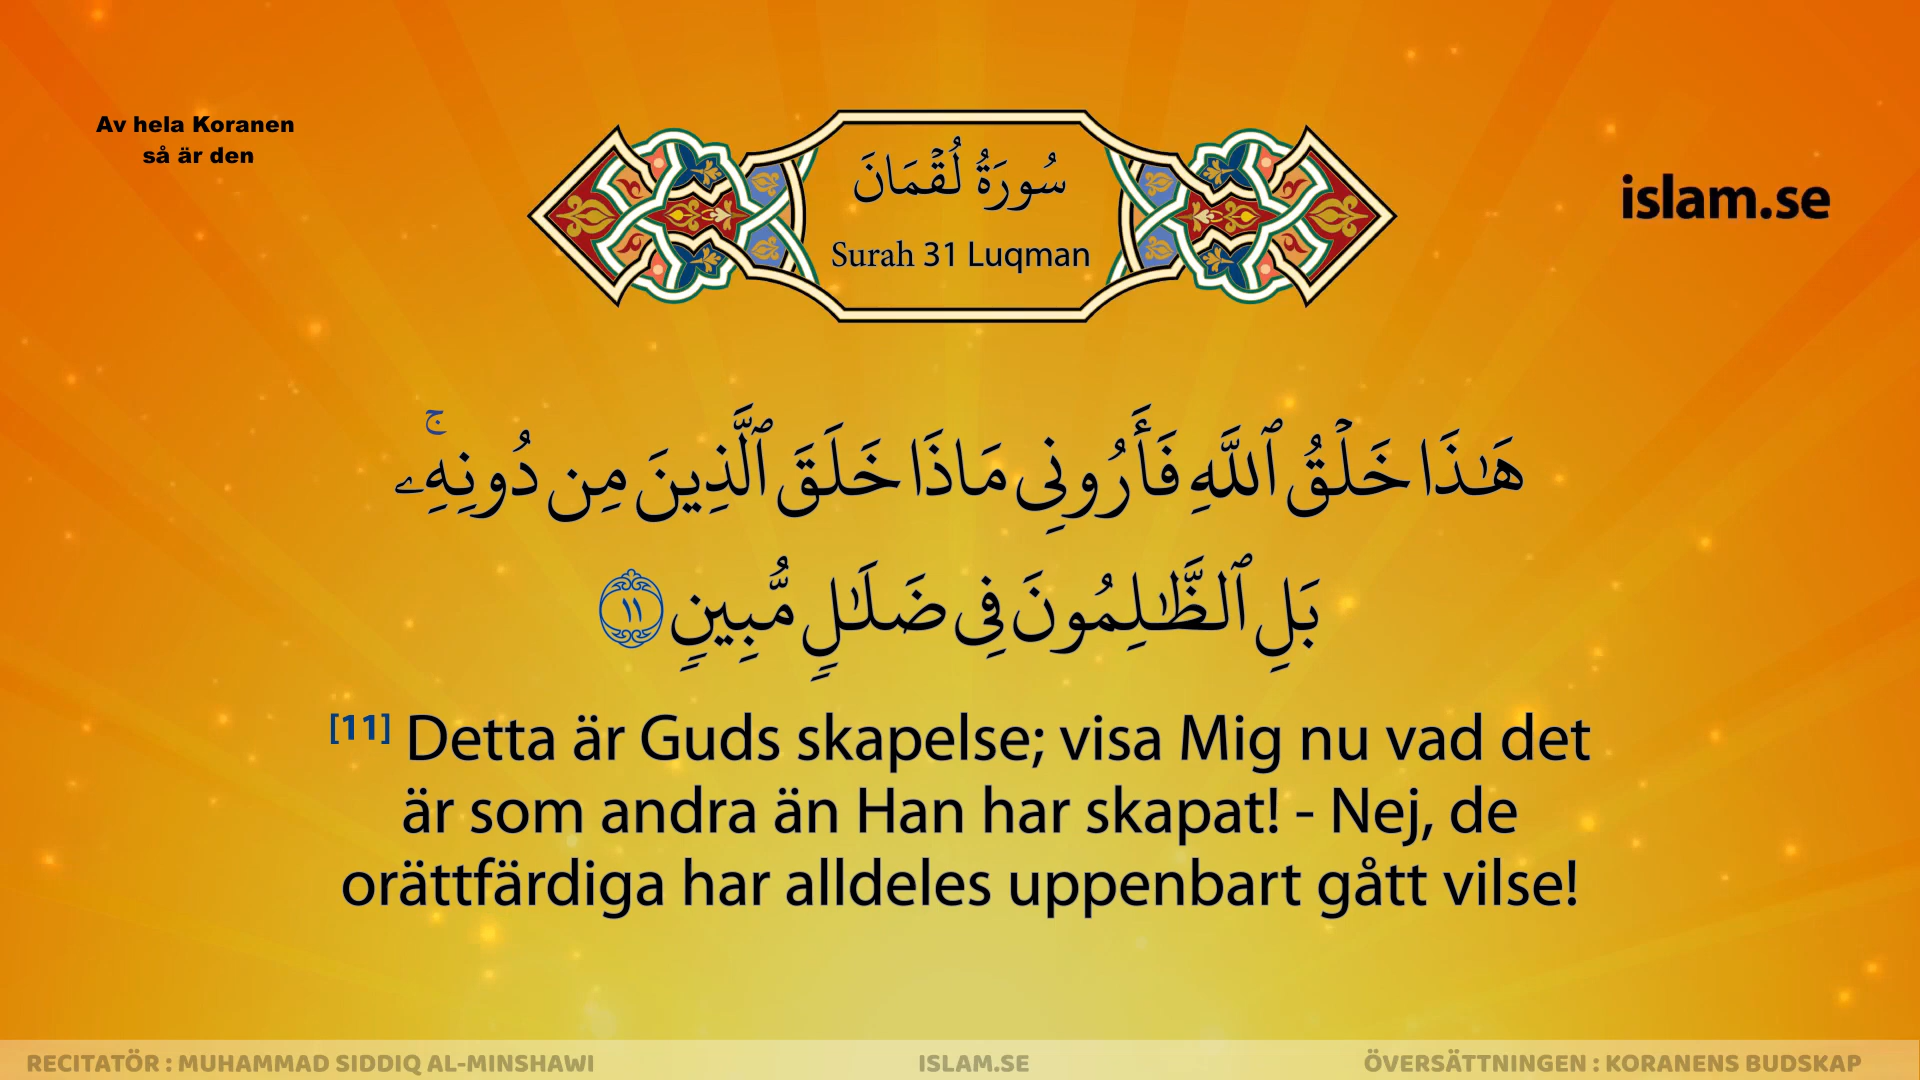 Av hela Koranen
så är den
سُورَةُ لُقْمَانَ
Surah 31 Luqman
islam.se
هَـٰذَا خَلْقُ ٱللَّهِ فَأَرُونِى مَاذَا خَلَقَ ٱلَّذِينَ مِن دُونِهِۦ ۚ
بَلِ ٱلظَّـٰلِمُونَ فِى ضَلَـٰلٍ مُّبِينٍ ١١
[11] Detta är Guds skapelse; visa Mig nu vad det
är som andra än Han har skapat! - Nej, de
orättfärdiga har alldeles uppenbart gått vilse!
RECITATÖR : MUHAMMAD SIDDIQ AL-MINSHAWI
ISLAM.SE
ÖVERSÄTTNINGEN : KORANENS BUDSKAP